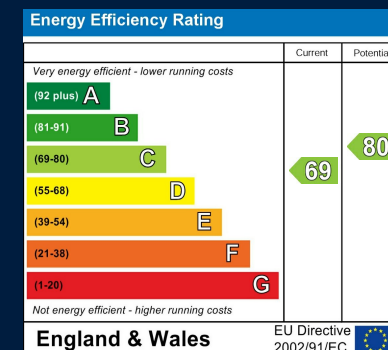 Energy Efficiency Rating
Current
Potentia
Very energy efficient - lower running costs
(92 plus) A
(81-91) B
(69-80) C
(55-68) D
(39-54) E
(21-38) F
(1-20) G
69
80
Not energy efficient - higher running costs
England & Wales
EU Directive
2002/91/EC